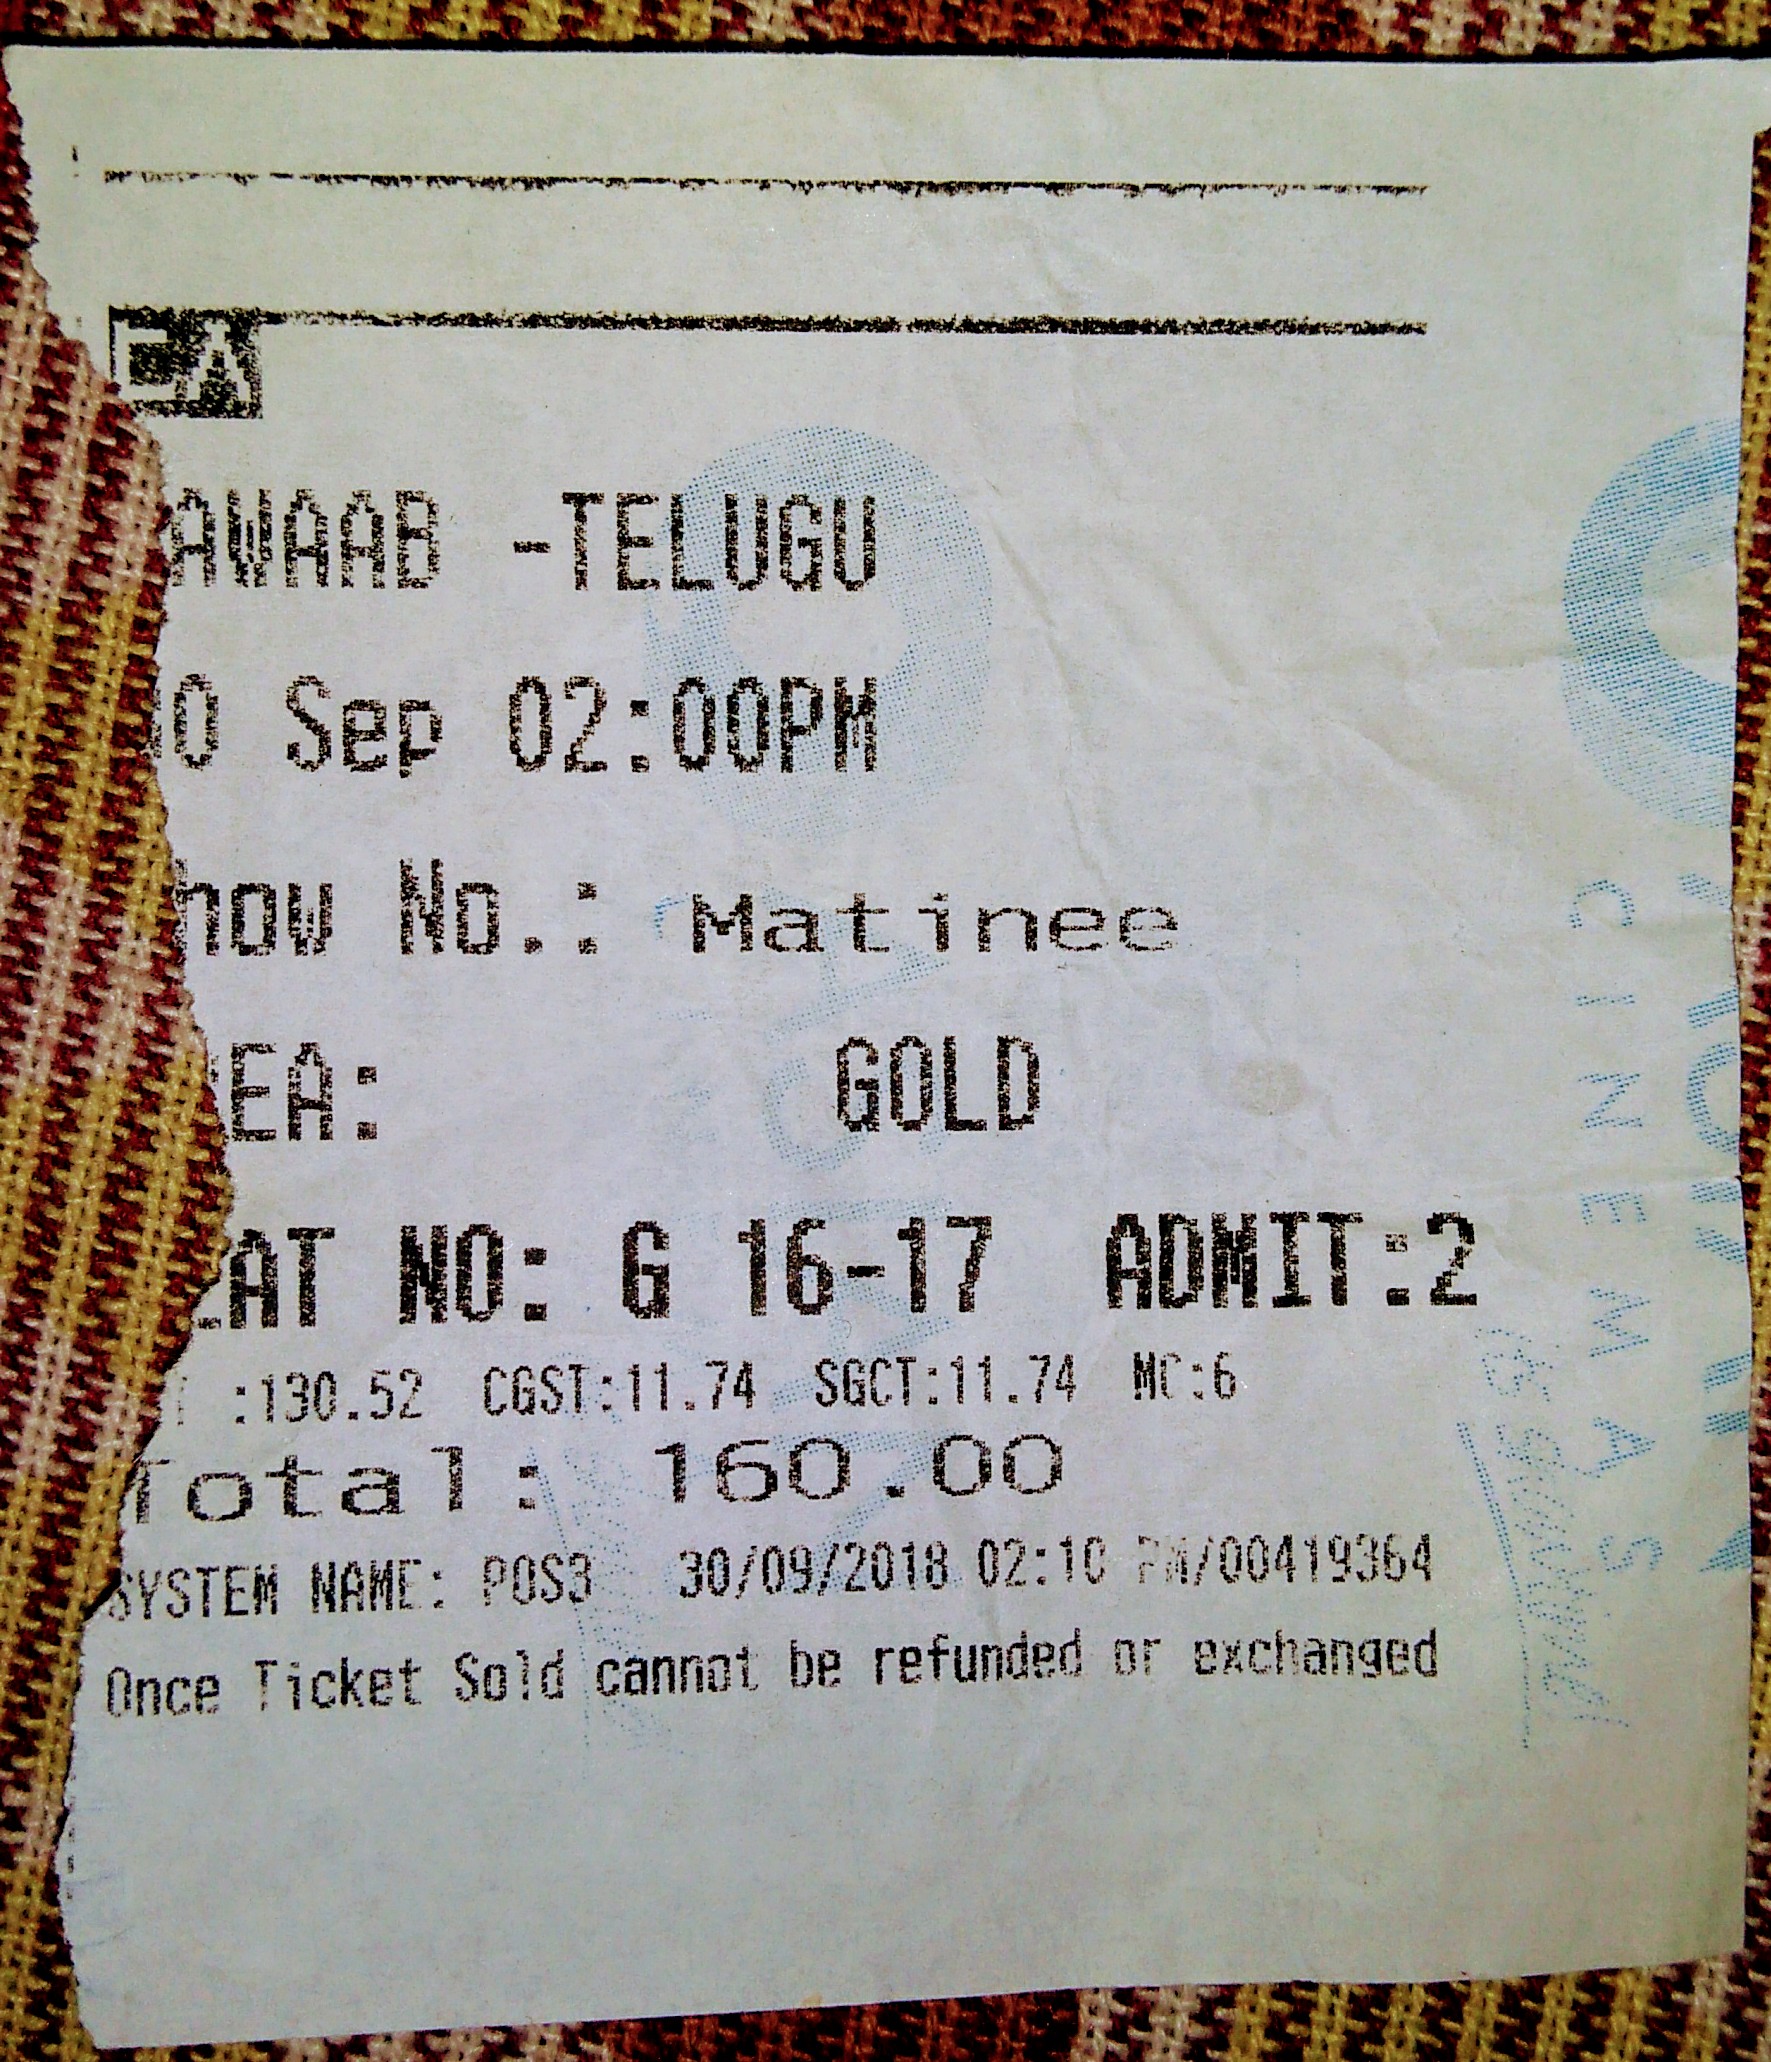 AWAAB -TELUGU
0 Sep 02:00PM
how No.: Matinee
EA: GOLD
EAT NO: G 16-17 ADMIT:2
:130.52 CGST:11.74 SGCT:11.74 MC:6
Total: 160.00
SYSTEM NAME: POS3 30/09/2018 02:10 PM/00419364
Once Ticket Sold cannot be refunded or exchanged
CINEMAS